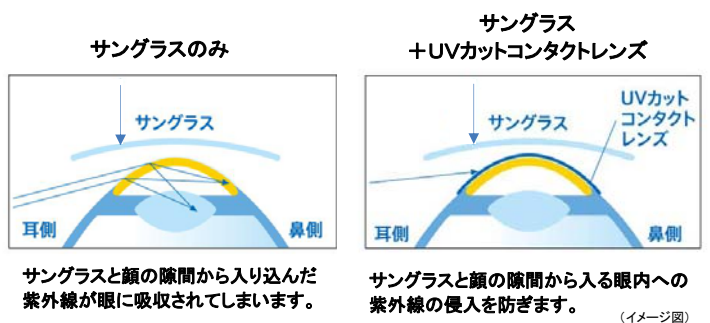 サングラスのみ
サングラス
耳側
鼻側
サングラスと顔の隙間から入り込んだ
紫外線が眼に吸収されてしまいます。
サングラス
＋UVカットコンタクトレンズ
サングラス
UVカット
コンタクト
レンズ
耳側
鼻側
サングラスと顔の隙間から入る眼内への
紫外線の侵入を防ぎます。
（イメージ図）